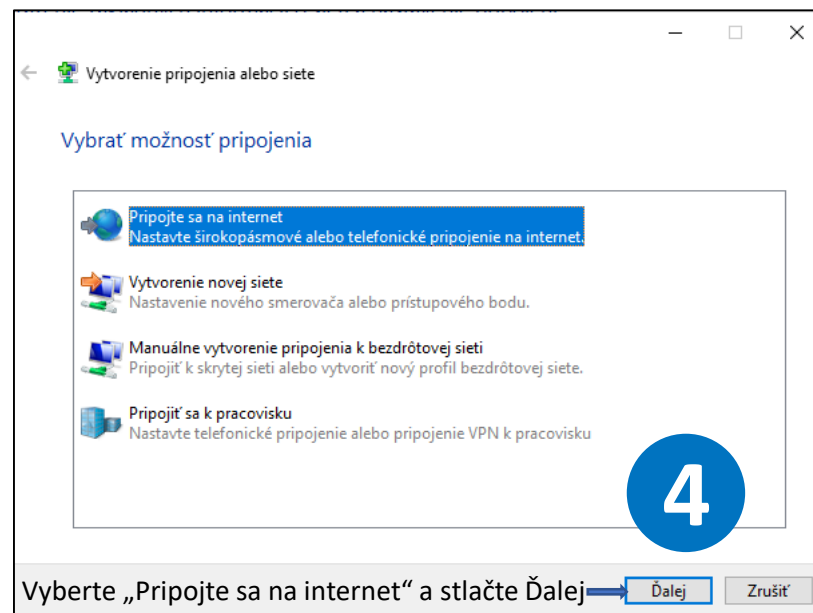 Vytvorenie pripojenia alebo siete
Vybrať možnosť pripojenia
Pripojte sa na internet
Nastavte širokopásmové alebo telefonické pripojenie na internet.
Vytvorenie novej siete
Nastavenie nového smerovača alebo prístupového bodu.
Manuálne vytvorenie pripojenia k bezdrôtovej sieti
Pripojiť k skrytej sieti alebo vytvoriť nový profil bezdrôtovej siete.
Pripojiť sa k pracovisku
Nastavte telefonické pripojenie alebo pripojenie VPN k pracovisku
4
Vyberte „Pripojte sa na internet“ a stlačte Ďalej
Ďalej
Zrušiť